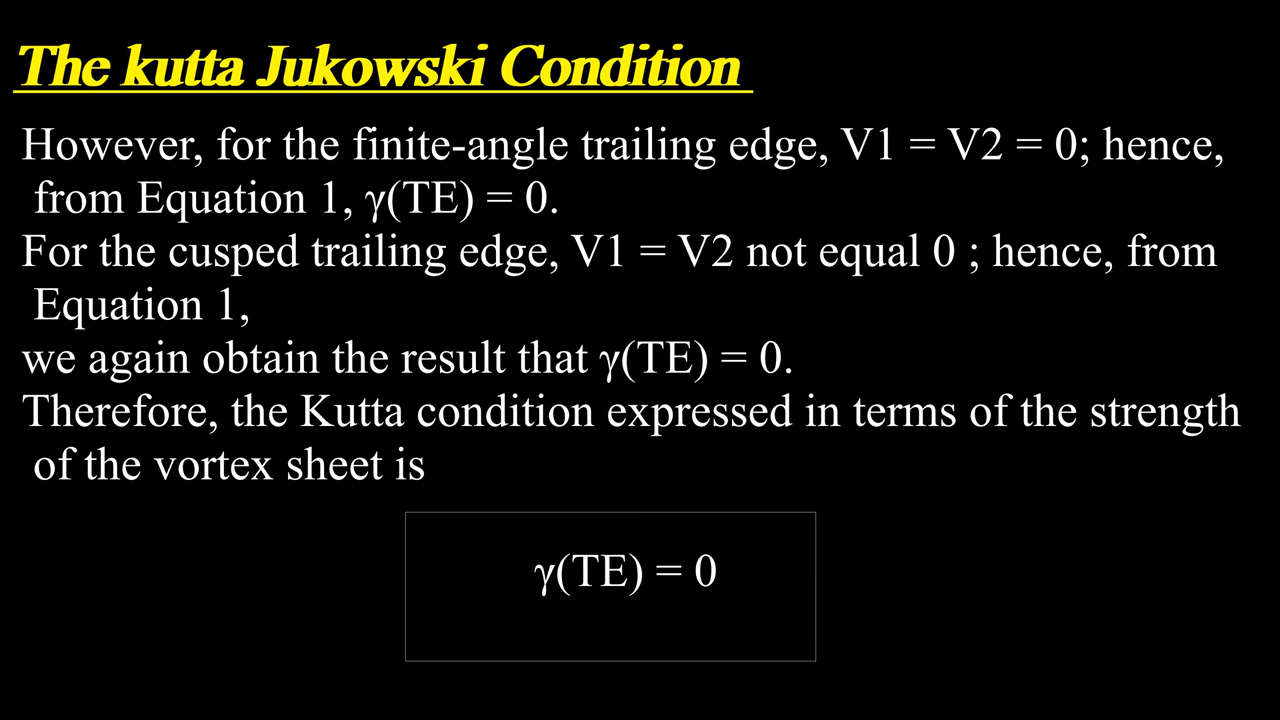 The kutta Jukowski Condition
However, for the finite-angle trailing edge, V1 = V2 = 0; hence,
from Equation 1, γ(TE) = 0.
For the cusped trailing edge, V1 = V2 not equal 0 ; hence, from
Equation 1,
we again obtain the result that γ(TE) = 0.
Therefore, the Kutta condition expressed in terms of the strength
of the vortex sheet is
γ(TE) = 0